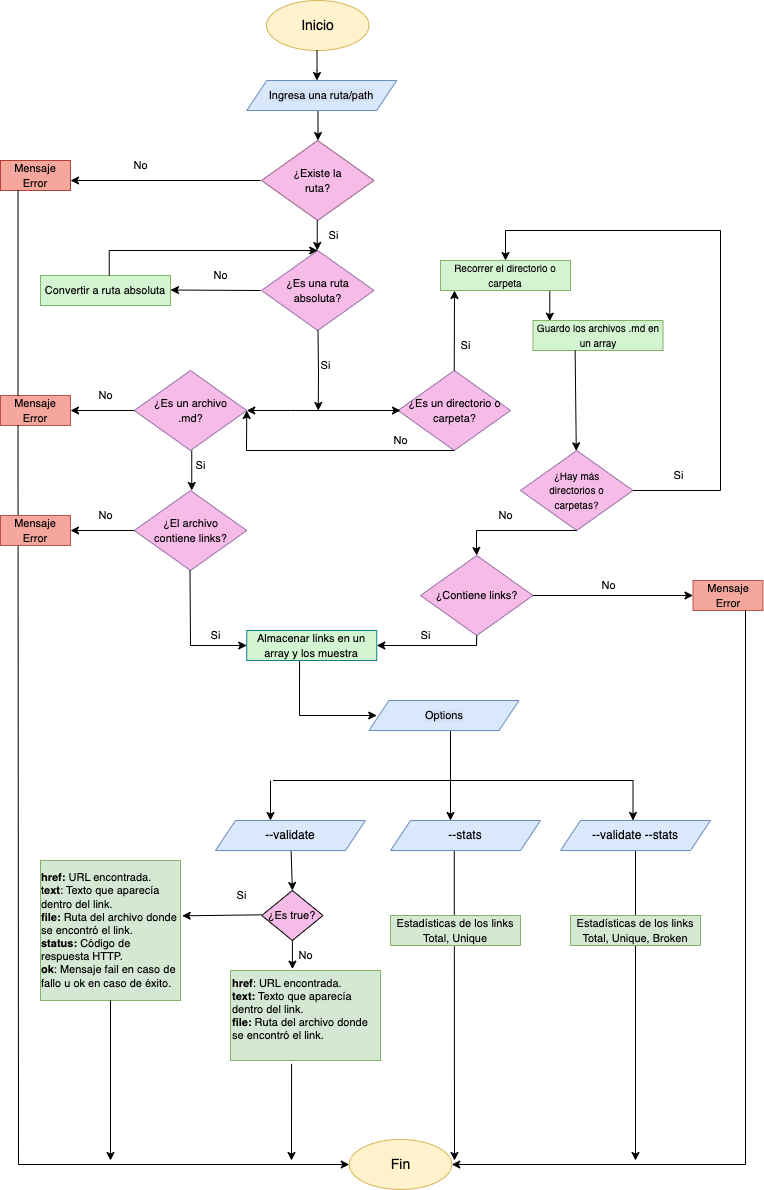 Inicio
Ingresa una ruta/path
¿Existe la
ruta?
No
Mensaje
Error
Si
¿Es una ruta
absoluta?
No
Convertir a ruta absoluta
Si
Recorrer el directorio o
carpeta
Guardo los archivos .md en
un array
Si
¿Es un archivo
.md?
No
Mensaje
Error
¿Es un directorio o
carpeta?
No
Si
¿Hay más
directorios o
carpetas?
Si
No
¿El archivo
contiene links?
No
Mensaje
Error
¿Contiene links?
No
Mensaje
Error
Si
Almacenar links en un
array y los muestra
Si
Options
--validate
--stats
--validate --stats
¿Es true?
Si
href: URL encontrada.
text: Texto que aparecía
dentro del link.
file: Ruta del archivo donde
se encontró el link.
status: Código de
respuesta HTTP.
ok: Mensaje fail en caso de
fallo u ok en caso de éxito.
No
href: URL encontrada.
text: Texto que aparecía
dentro del link.
file: Ruta del archivo donde
se encontró el link.
Estadísticas de los links
Total, Unique
Estadísticas de los links
Total, Unique, Broken
Fin